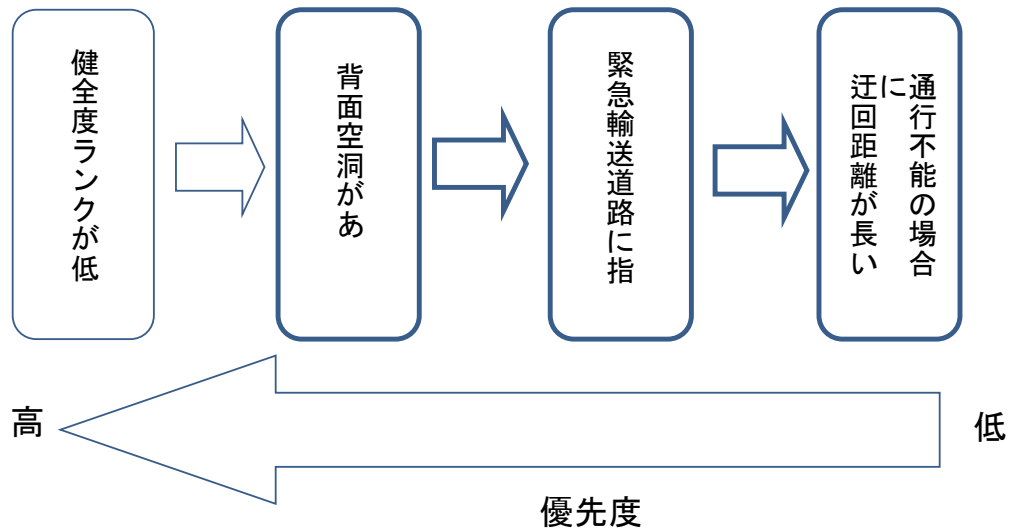 健全度ランクが低
背面空洞があ
緊急輸送道路に指
通行不能の場合
に
迂回距離が長い
高
低
優先度